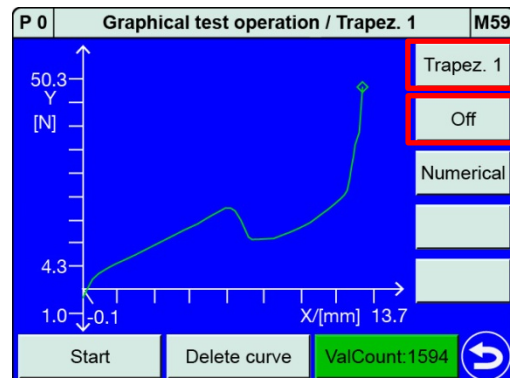 P 0 Graphical test operation / Trapez. 1 M59
Trapez. 1
50.3
Y
[N]
Off
Numerical
4.3
1.0 -0.1 X/[mm] 13.7
Start Delete curve ValCount:1594